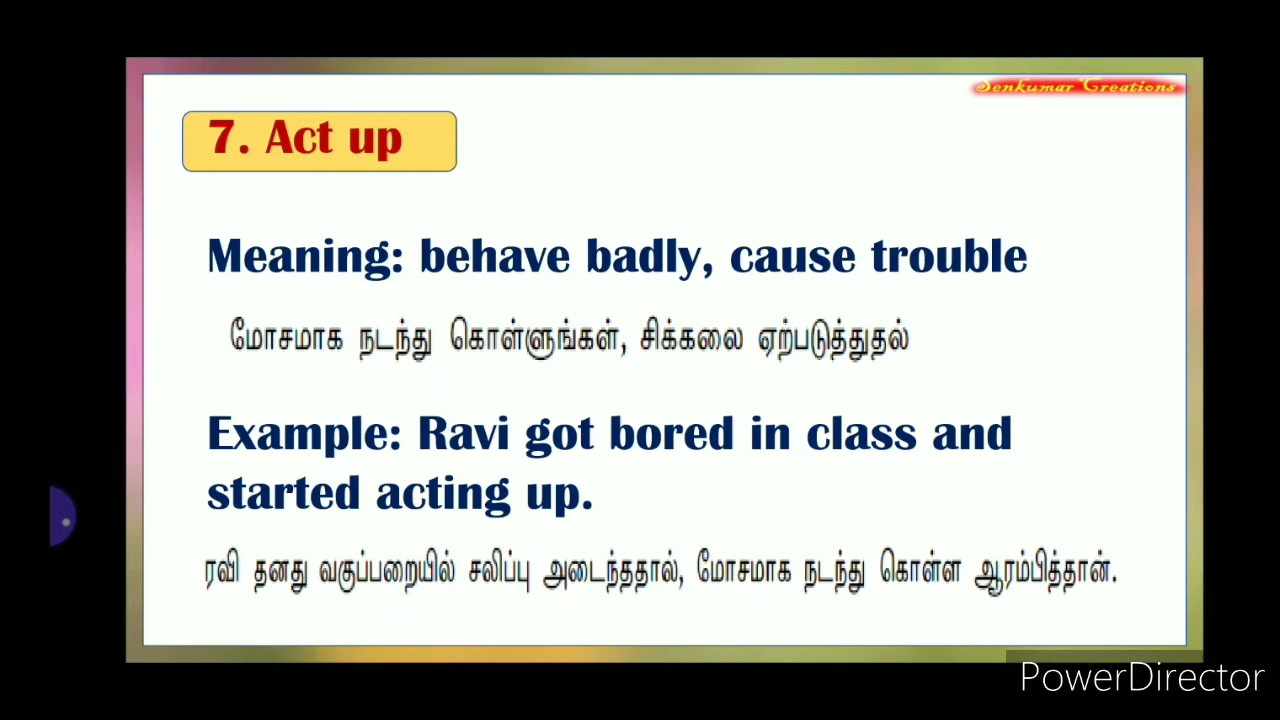 Senkumar Creations
7. Act up
Meaning: behave badly, cause trouble
மோசமாக நடந்து கொள்ளுங்கள், சிக்கலை ஏற்படுத்துதல்
Example: Ravi got bored in class and
started acting up.
ரவி தனது வகுப்பறையில் சலிப்பு அடைந்ததால், மோசமாக நடந்து கொள்ள ஆரம்பித்தான்.
PowerDirector